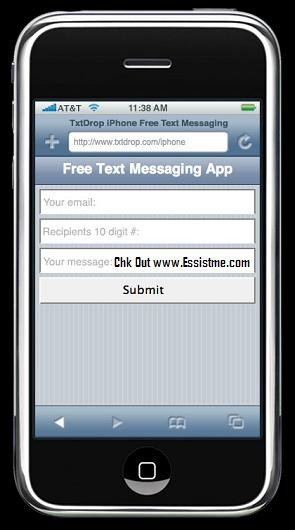 AT&T 11:38 AM
TxtDrop iPhone Free Text Messaging
http://www.txtdrop.com/iphone
Free Text Messaging App
Your email:
Recipients 10 digit #:
Your message: Chk Out www.Essistme.com
Submit